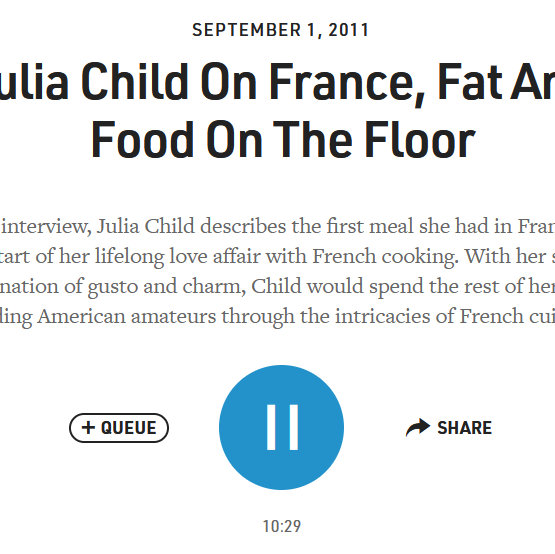 SEPTEMBER 1, 2011
ulia Child On France, Fat An
Food On The Floor
interview, Julia Child describes the first meal she had in Fran
tart of her lifelong love affair with French cooking. With her s
nation of gusto and charm, Child would spend the rest of her
ding American amateurs through the intricacies of French cui
+ QUEUE
SHARE
10:29